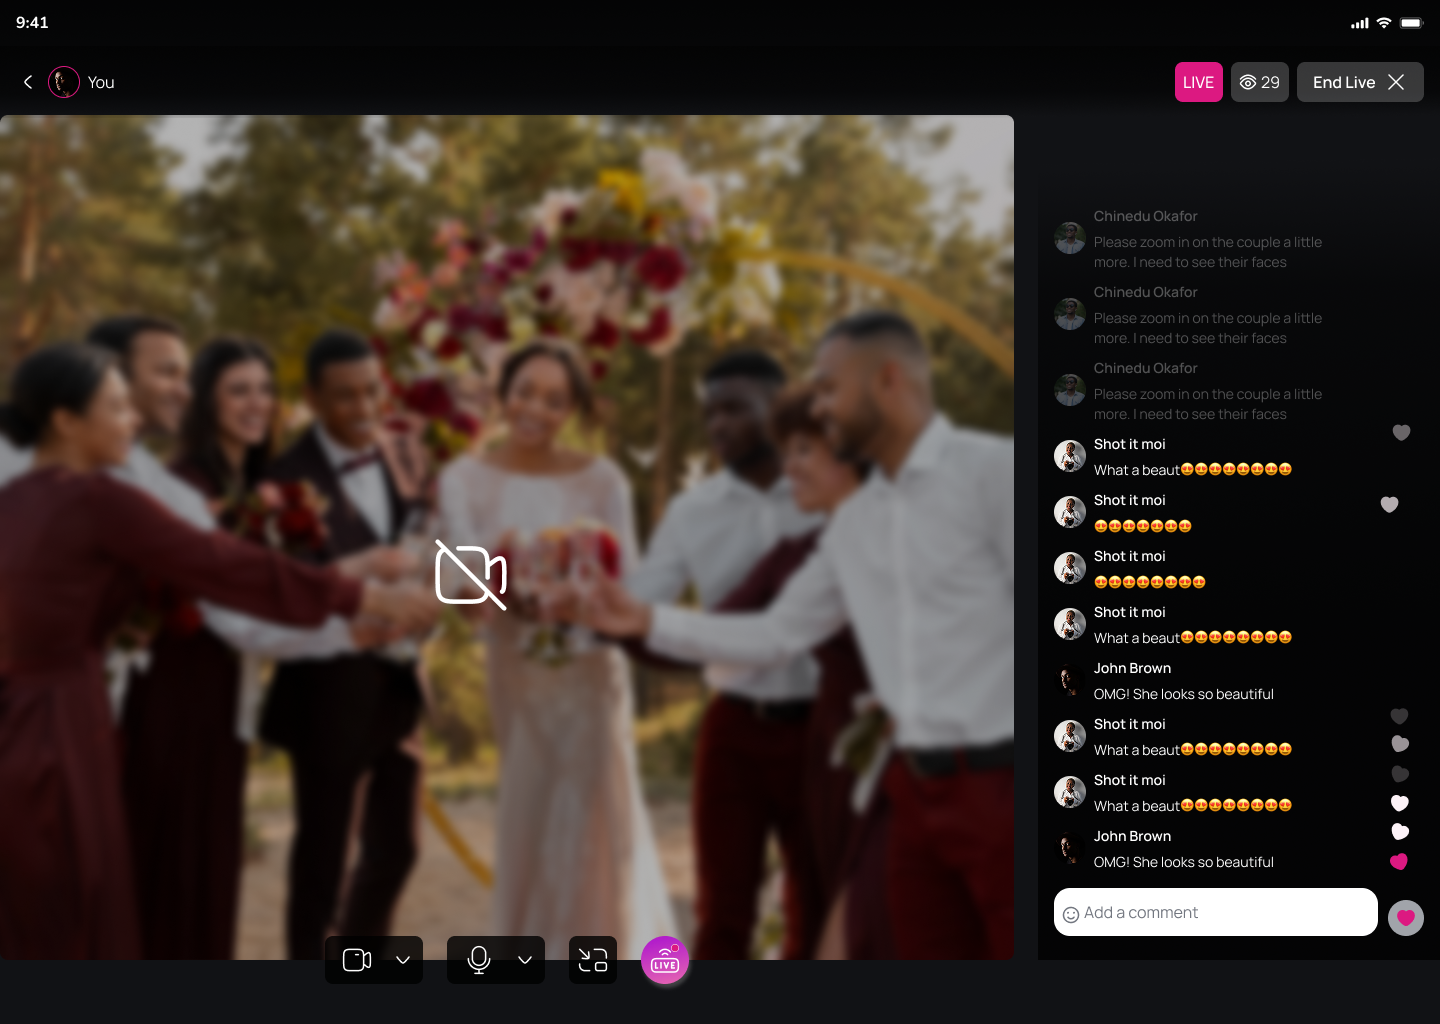 9:41
You
LIVE
29
End Live
Chinedu Okafor
Please zoom in on the couple a little
more. I need to see their faces
Chinedu Okafor
Please zoom in on the couple a little
more. I need to see their faces
Chinedu Okafor
Please zoom in on the couple a little
more. I need to see their faces
Shot it moi
What a beaut😍😍😍😍😍😍😍😍
Shot it moi
😍😍😍😍😍😍😍
Shot it moi
😍😍😍😍😍😍😍😍
Shot it moi
What a beaut😍😍😍😍😍😍😍😍
John Brown
OMG! She looks so beautiful
Shot it moi
What a beaut😍😍😍😍😍😍😍😍
Shot it moi
What a beaut😍😍😍😍😍😍😍😍
John Brown
OMG! She looks so beautiful
Add a comment
LIVE